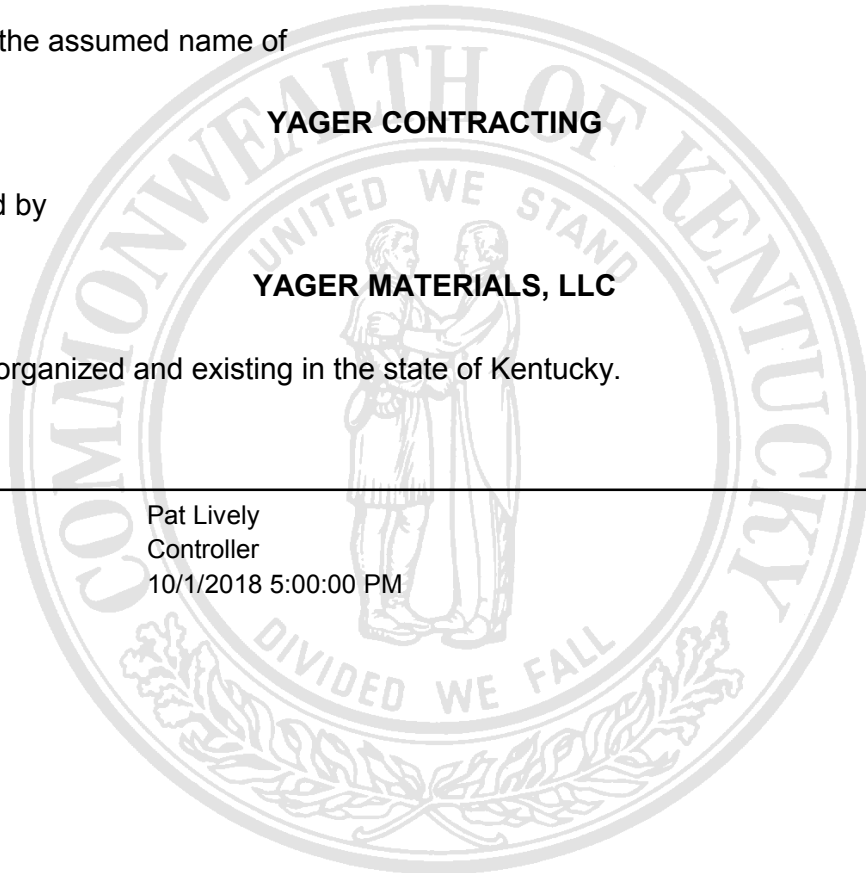 the assumed name of
YAGER CONTRACTING
d by
YAGER MATERIALS, LLC
organized and existing in the state of Kentucky.
Pat Lively
Controller
10/1/2018 5:00:00 PM
COMMONWEALTH OF KENTUCKY
UNITED WE STAND
DIVIDED WE FALL